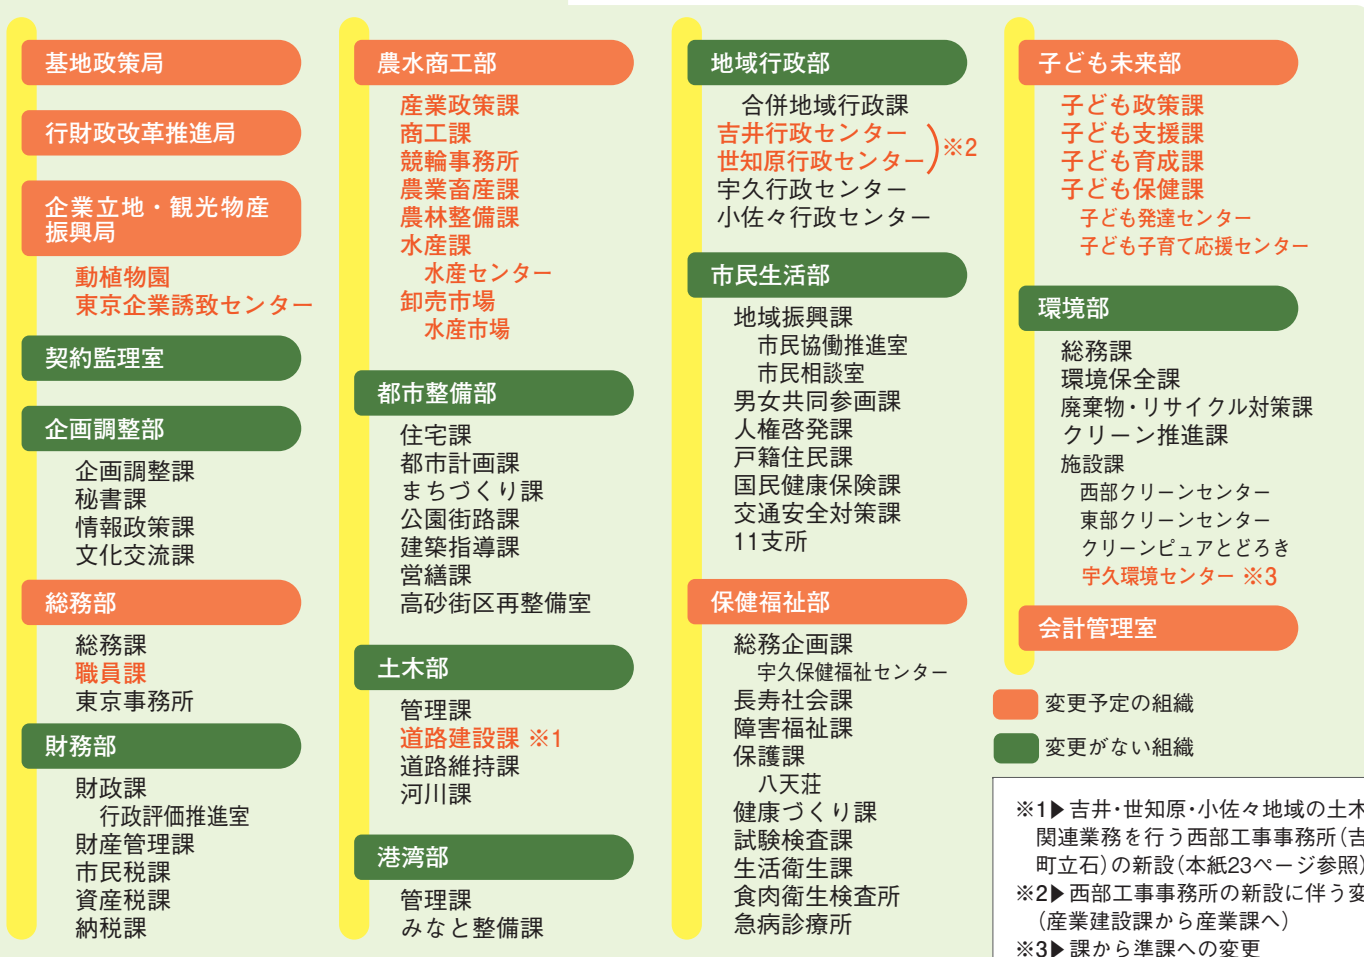 基地政策局
行財政改革推進局
企業立地・観光物産
振興局
動植物園
東京企業誘致センター
契約監理室
企画調整部
企画調整課
秘書課
情報政策課
文化交流課
総務部
総務課
職員課
東京事務所
財務部
財政課
行政評価推進室
財産管理課
市民税課
資産税課
納税課
農水商工部
産業政策課
商工課
競輪事務所
農業畜産課
農林整備課
水産課
水産センター
卸売市場
水産市場
都市整備部
住宅課
都市計画課
まちづくり課
公園街路課
建築指導課
営繕課
高砂街区再整備室
土木部
管理課
道路建設課 ※1
道路維持課
河川課
港湾部
管理課
みなと整備課
地域行政部
合併地域行政課
吉井行政センター
世知原行政センター
)※2
宇久行政センター
小佐々行政センター
市民生活部
地域振興課
市民協働推進室
市民相談室
男女共同参画課
人権啓発課
戸籍住民課
国民健康保険課
交通安全対策課
11支所
保健福祉部
総務企画課
宇久保健福祉センター
長寿社会課
障害福祉課
保護課
八天荘
健康づくり課
試験検査課
生活衛生課
食肉衛生検査所
急病診療所
子ども未来部
子ども政策課
子ども支援課
子ども育成課
子ども保健課
子ども発達センター
子ども子育て応援センター
環境部
総務課
環境保全課
廃棄物・リサイクル対策課
クリーン推進課
施設課
西部クリーンセンター
東部クリーンセンター
クリーンピュアとどろき
宇久環境センター ※3
会計管理室
変更予定の組織
変更がない組織
※1▶吉井・世知原・小佐々地域の土木
関連業務を行う西部工事事務所(吉
町立石)の新設(本紙23ページ参照)
※2▶西部工事事務所の新設に伴う変
(産業建設課から産業課へ)
※3▶課から準課への変更